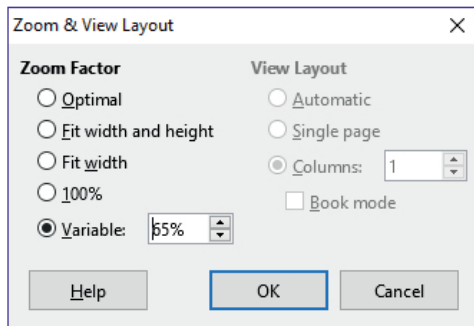 Zoom & View Layout
Zoom Factor
Optimal
Fit width and height
Fit width
100%
Variable: 65%
View Layout
Automatic
Single page
Columns: 1
Book mode
Help OK Cancel